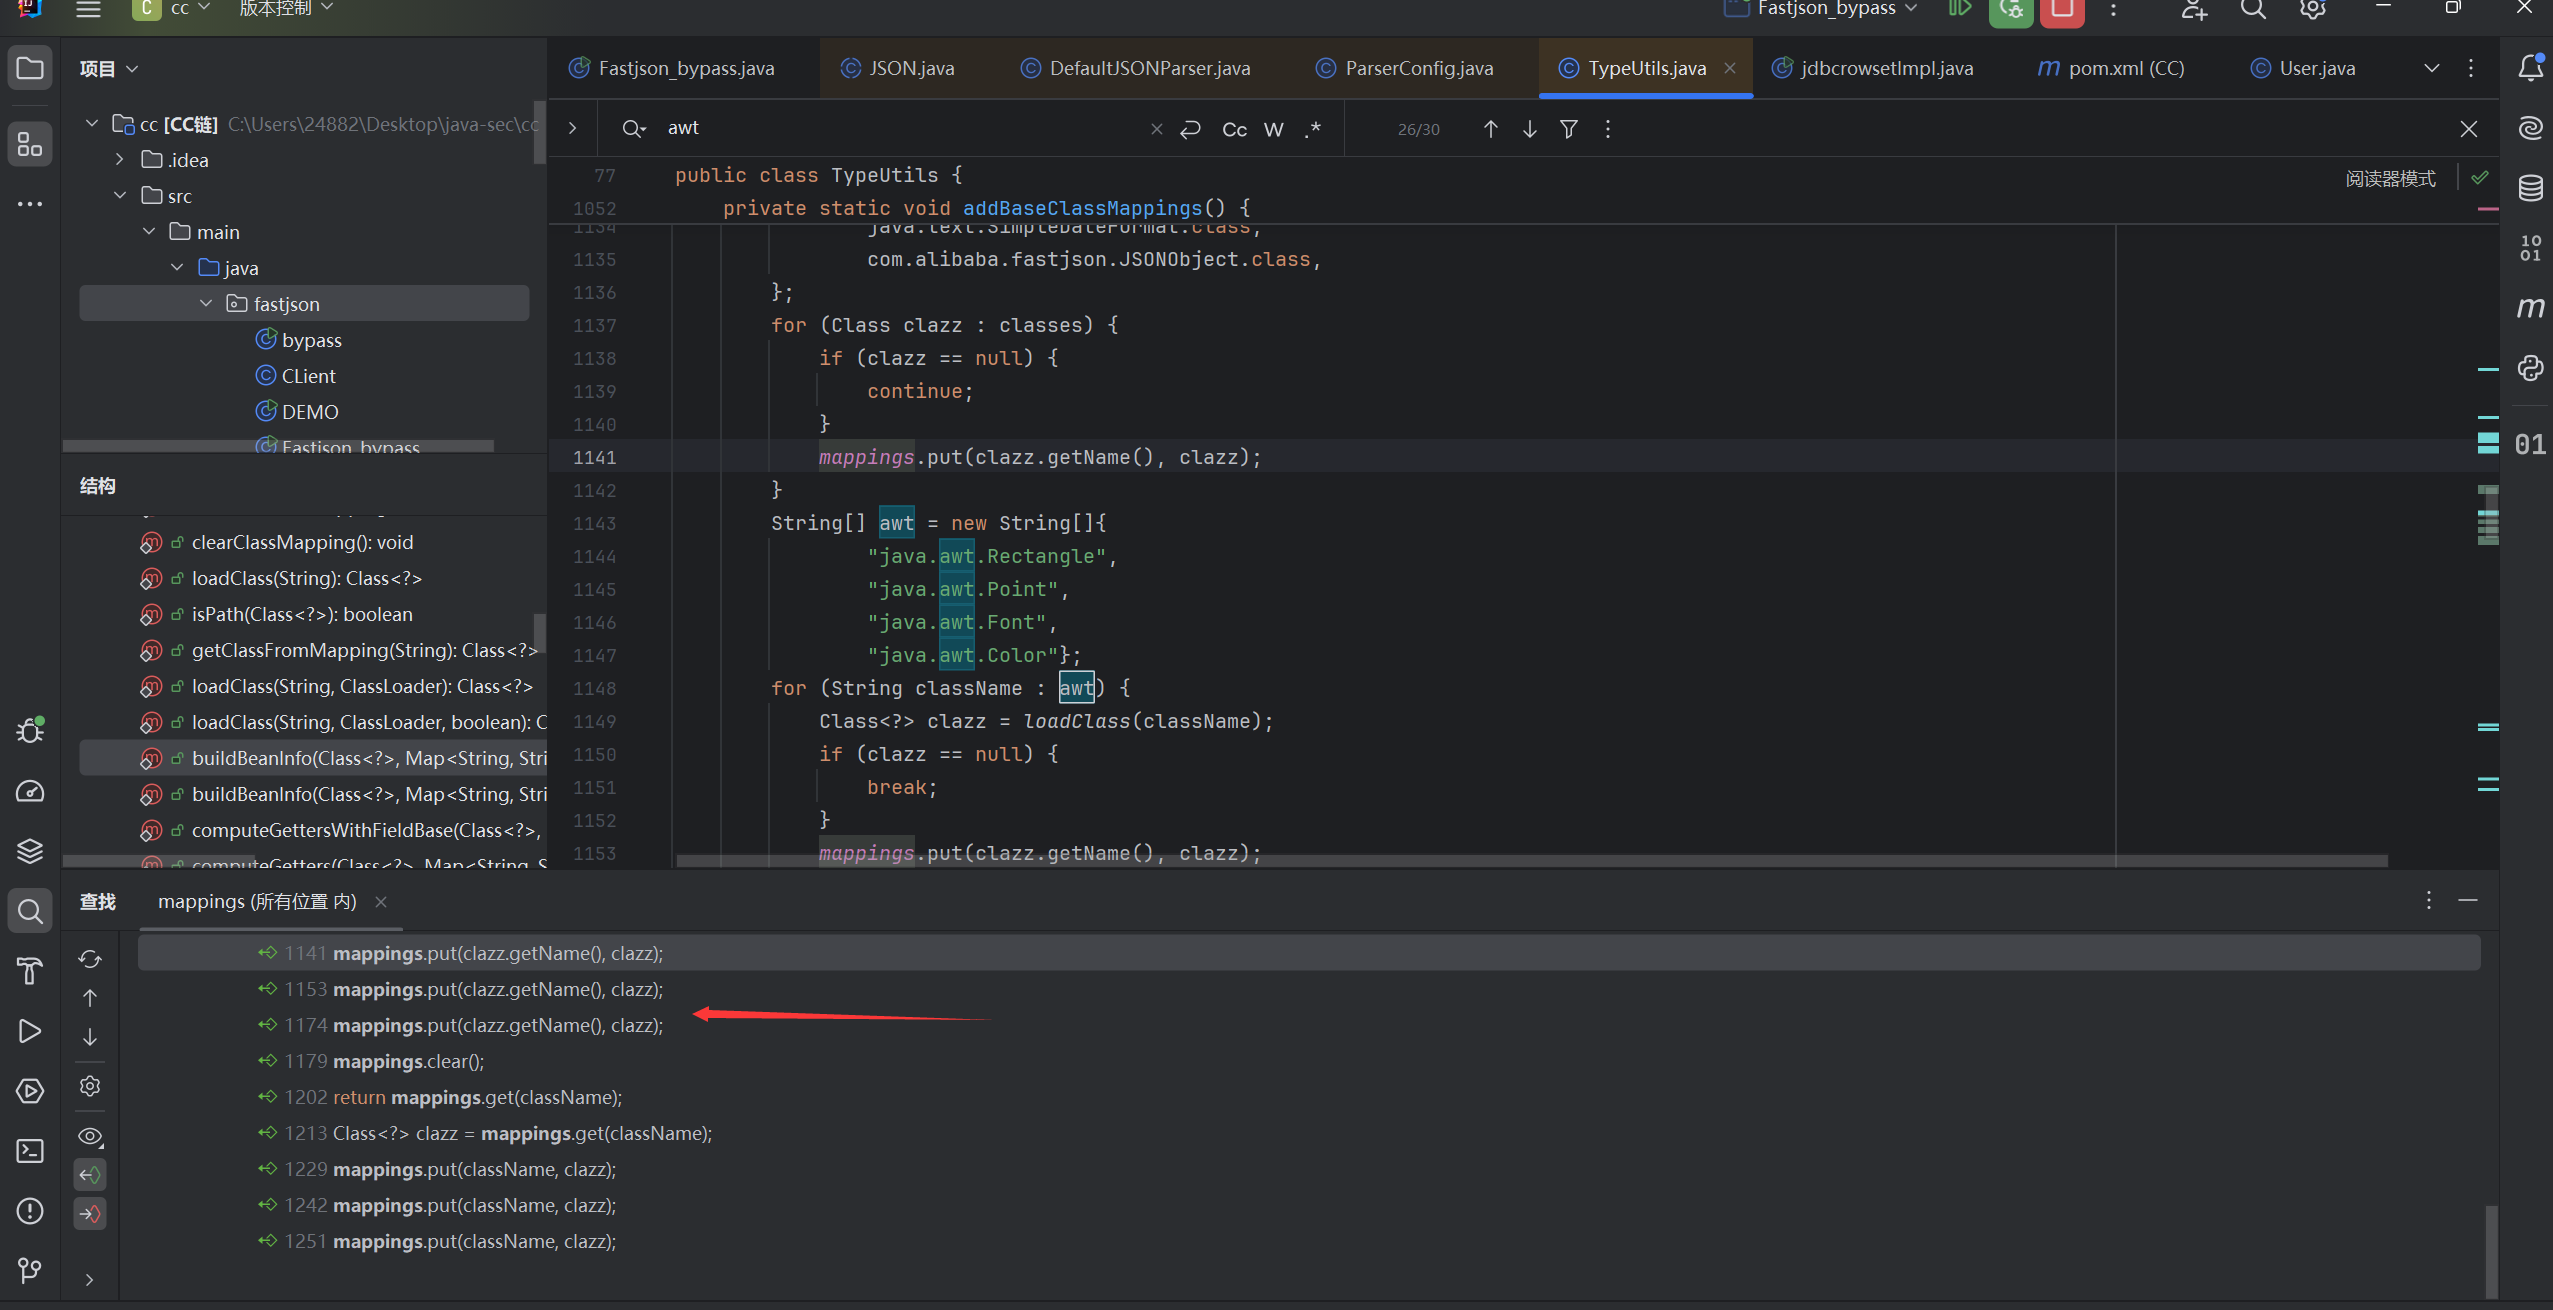 C cc 版本控制 Fastjson_bypass
项目
Fastjson_bypass.java JSON.java DefaultJSONParser.java ParserConfig.java TypeUtils.java jdbcrowsetImpl.java pom.xml (CC) User.java
cc [CC链] C:\Users\24882\Desktop\java-sec\cc
.idea
src
main
java
fastjson
bypass
CLient
DEMO
Fastjson_bypass
awt Cc W .* 26/30
阅读器模式
77 public class TypeUtils {
1052 private static void addBaseClassMappings() {
1134 java.text.SimpleDateFormat.class,
1135 com.alibaba.fastjson.JSONObject.class,
1136 };
1137 for (Class clazz : classes) {
1138 if (clazz == null) {
1139 continue;
1140 }
1141 mappings.put(clazz.getName(), clazz);
1142 }
1143 String[] awt = new String[]{
1144 "java.awt.Rectangle",
1145 "java.awt.Point",
1146 "java.awt.Font",
1147 "java.awt.Color"};
1148 for (String className : awt) {
1149 Class<?> clazz = loadClass(className);
1150 if (clazz == null) {
1151 break;
1152 }
1153 mappings.put(clazz.getName(), clazz);
结构
clearClassMapping(): void
loadClass(String): Class<?>
isPath(Class<?>): boolean
getClassFromMapping(String): Class<?>
loadClass(String, ClassLoader): Class<?>
loadClass(String, ClassLoader, boolean): C
buildBeanInfo(Class<?>, Map<String, Stri
buildBeanInfo(Class<?>, Map<String, Stri
computeGettersWithFieldBase(Class<?>,
computeGetters(Class<?>, Map<String, S
10
01
m
01
查找 mappings (所有位置 内)
1141 mappings.put(clazz.getName(), clazz);
1153 mappings.put(clazz.getName(), clazz);
1174 mappings.put(clazz.getName(), clazz);
1179 mappings.clear();
1202 return mappings.get(className);
1213 Class<?> clazz = mappings.get(className);
1229 mappings.put(className, clazz);
1242 mappings.put(className, clazz);
1251 mappings.put(className, clazz);